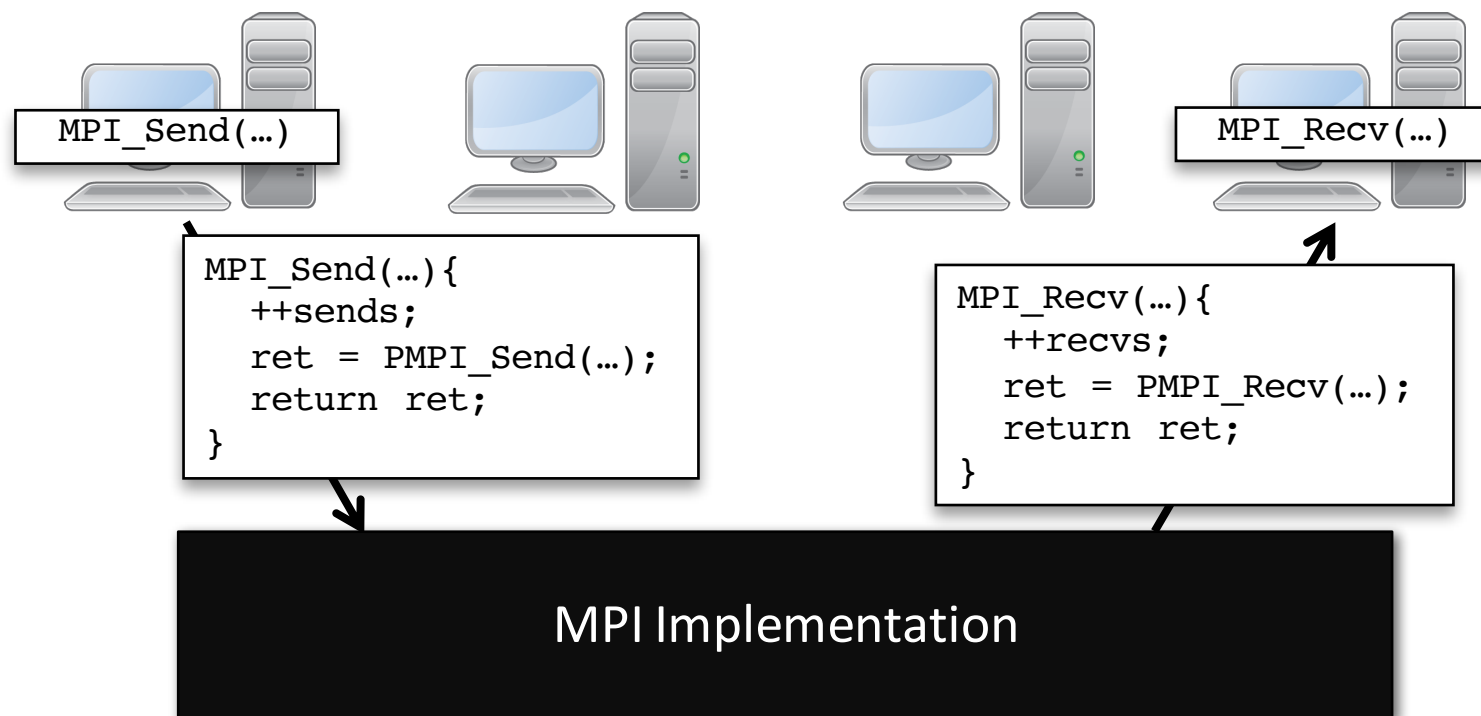 MPI_Send(…)
MPI_Recv(…)
MPI_Send(…){
++sends;
ret = PMPI_Send(…);
return ret;
}
MPI_Recv(…){
++recvs;
ret = PMPI_Recv(…);
return ret;
}
MPI Implementation